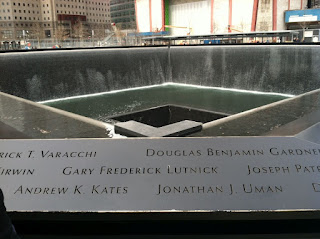 RICK T. VARACCHI DOUGLAS BENJAMIN GARDNE
IRWIN GARY FREDERICK LUTNICK JOSEPH PAT
ANDREW K. KATES JONATHAN J. UMAN D